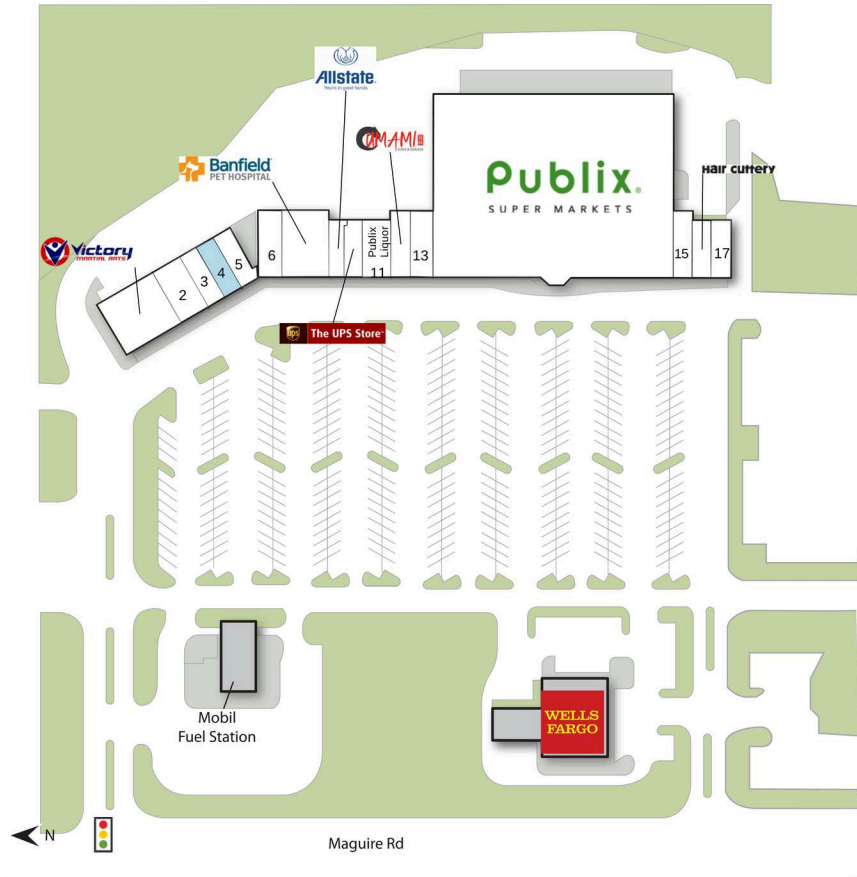 Allstate.
You're in good hands.
UMAMI
Banfield
PET HOSPITAL
Publix.
SUPER MARKETS
Hair Cuttery
Victory
MARTIAL ARTS
2
3
4
5
6
Publix
Liquor
11
13
15
17
ups
The UPS Store
Mobil
Fuel Station
WELLS
FARGO
N
Maguire Rd